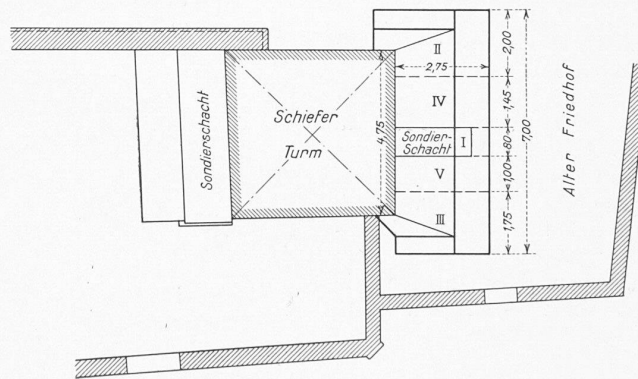 Schiefer
Turm
4,75
Sondierschacht
II
2,75
IV
Sondier-
Schacht
I
V
III
2,00
1,45
80
1,00
1,75
7,00
Alter Friedhof